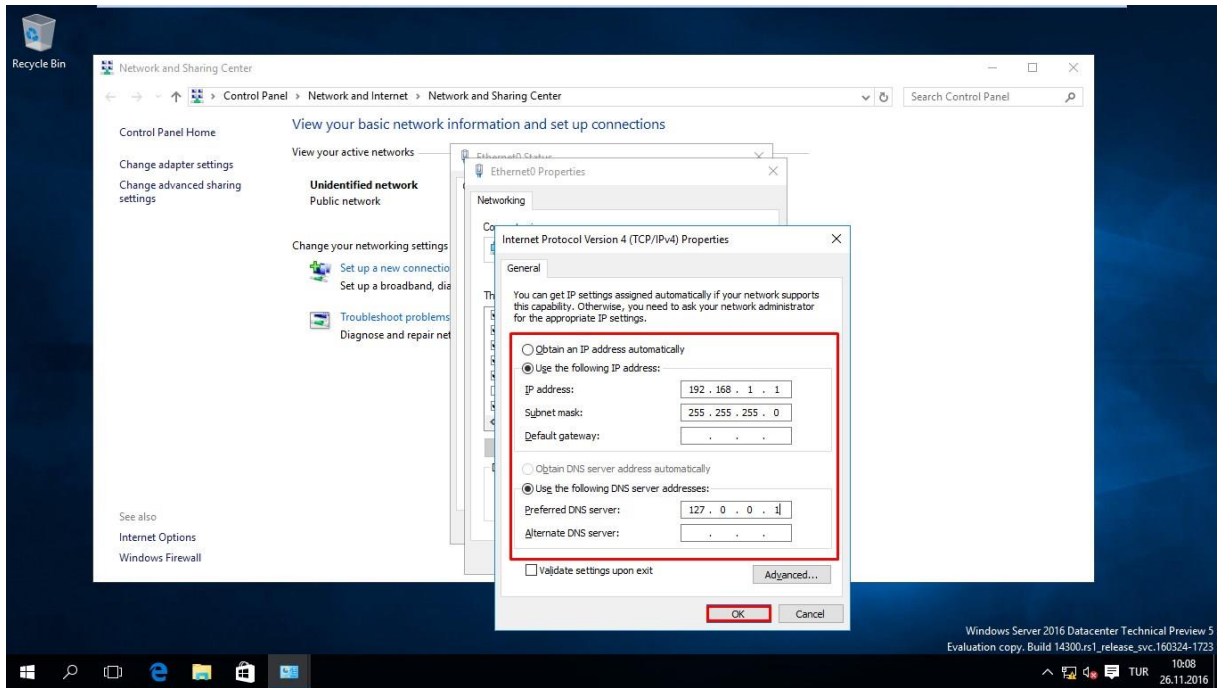 Recycle Bin
Network and Sharing Center
Control Panel > Network and Internet > Network and Sharing Center
Search Control Panel
Control Panel Home
Change adapter settings
Change advanced sharing
settings
View your basic network information and set up connections
View your active networks
Unidentified network
Public network
Change your networking settings
Set up a new connectio
Set up a broadband, dia
Troubleshoot problems
Diagnose and repair net
See also
Internet Options
Windows Firewall
Ethernet0 Status
Ethernet0 Properties
Networking
Co
Th
Internet Protocol Version 4 (TCP/IPv4) Properties
General
You can get IP settings assigned automatically if your network supports
this capability. Otherwise, you need to ask your network administrator
for the appropriate IP settings.
Obtain an IP address automatically
Use the following IP address:
IP address: 192 . 168 . 1 . 1
Subnet mask: 255 . 255 . 255 . 0
Default gateway: . . .
Obtain DNS server address automatically
Use the following DNS server addresses:
Preferred DNS server: 127 . 0 . 0 . 1
Alternate DNS server: . . .
Validate settings upon exit
Advanced...
OK Cancel
Windows Server 2016 Datacenter Technical Preview 5
Evaluation copy. Build 14300.rs1_release_svc.160324-1723
TUR
10:08
26.11.2016